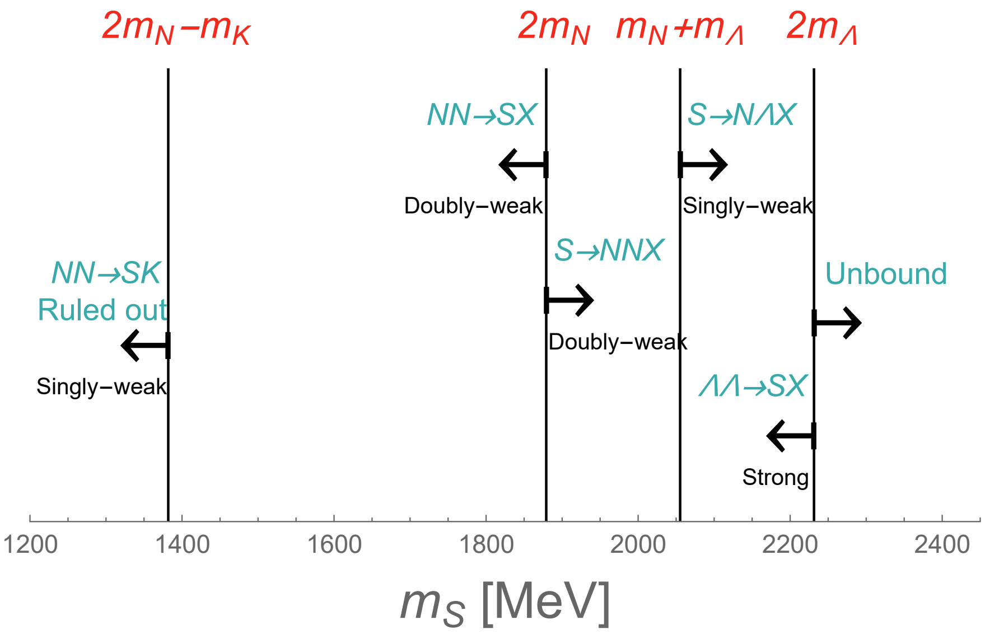 2m_N−m_K 2m_N m_N+m_Λ 2m_Λ
NN→SX S→NΛX
Doubly−weak Singly−weak
S→NNX
NN→SK Unbound
Ruled out
Doubly−weak
Singly−weak ΛΛ→SX
Strong
1200 1400 1600 1800 2000 2200 2400
m_S [MeV]